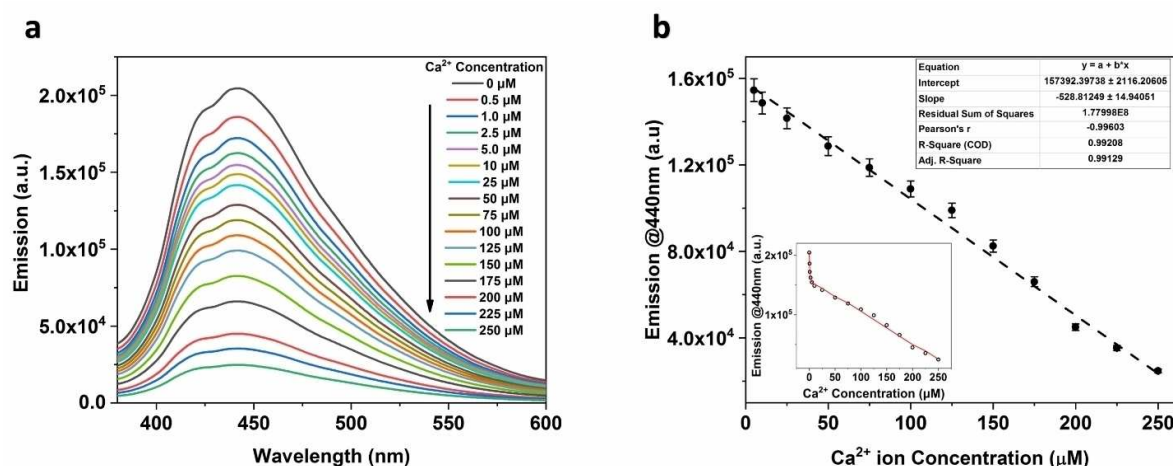 a
Emission (a.u.)
2.0x10⁵
1.5x10⁵
1.0x10⁵
5.0x10⁴
0.0
400 450 500 550 600
Wavelength (nm)
Ca²⁺ Concentration
0 µM
0.5 µM
1.0 µM
2.5 µM
5.0 µM
10 µM
25 µM
50 µM
75 µM
100 µM
125 µM
150 µM
175 µM
200 µM
225 µM
250 µM
b
Emission @440nm (a.u)
1.6x10⁵
1.2x10⁵
8.0x10⁴
4.0x10⁴
0 50 100 150 200 250
Ca²⁺ ion Concentration (µM)
Equation y = a + b*x
Intercept 157392.39738 ± 2116.20605
Slope -528.81249 ± 14.94051
Residual Sum of Squares 1.77998E8
Pearson's r -0.99603
R-Square (COD) 0.99208
Adj. R-Square 0.99129
Emission @440nm (a.u.)
2x10⁵
1x10⁵
0 50 100 150 200 250
Ca²⁺ Concentration (µM)